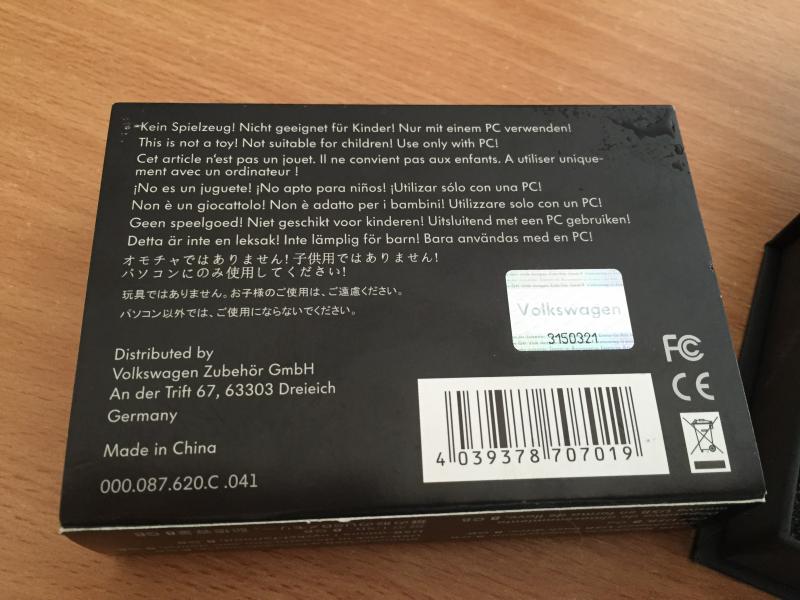 Kein Spielzeug! Nicht geeignet für Kinder! Nur mit einem PC verwenden!
This is not a toy! Not suitable for children! Use only with PC!
Cet article n'est pas un jouet. Il ne convient pas aux enfants. A utiliser unique-
ment avec un ordinateur !
¡No es un juguete! ¡No apto para niños! ¡Utilizar sólo con una PC!
Non è un giocattolo! Non è adatto per i bambini! Utilizzare solo con un PC!
Geen speelgoed! Niet geschikt voor kinderen! Uitsluitend met een PC gebruiken!
Detta är inte en leksak! Inte lämplig för barn! Bara användas med en PC!
オモチャではありません！子供用ではありません！
パソコンにのみ使用してください！
玩具ではありません。お子様のご使用は、ご遠慮ください。
パソコン以外では、ご使用にならないでください。
Volkswagen
3150321
Distributed by
Volkswagen Zubehör GmbH
An der Trift 67, 63303 Dreieich
Germany
Made in China
000.087.620.C .041
FC
CE
4 039378 707019